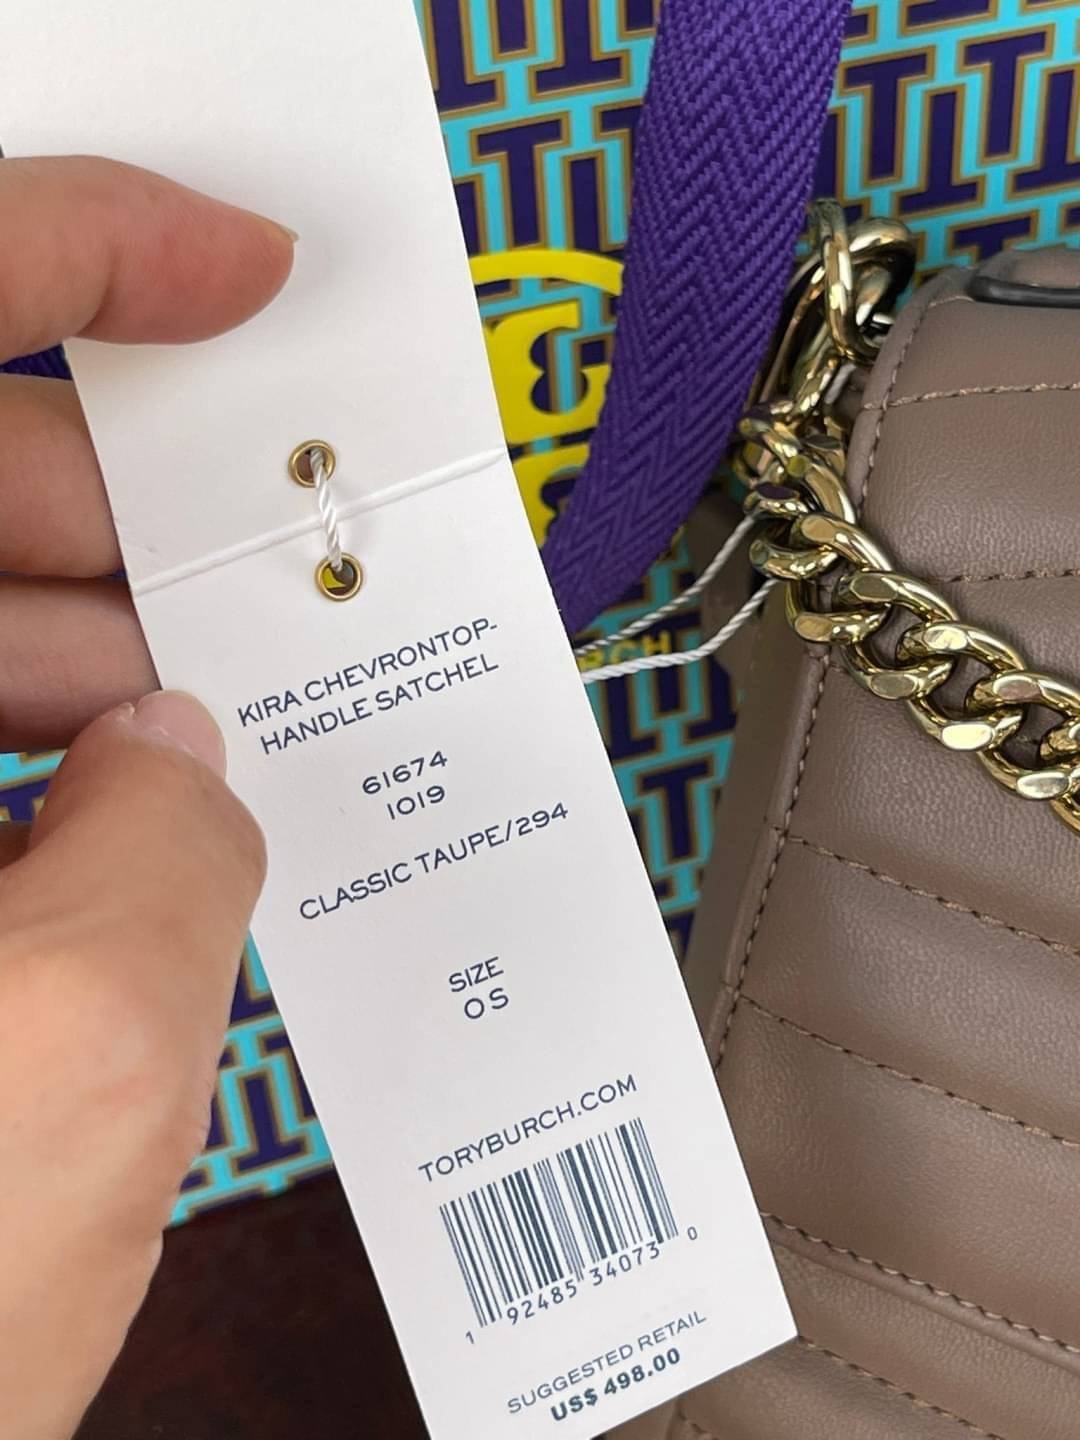 KIRA CHEVRONTOP-
HANDLE SATCHEL
61674
1019
CLASSIC TAUPE/294
SIZE
OS
TORYBURCH.COM
1 92485 34073 0
SUGGESTED RETAIL
US$ 498.00
RCH